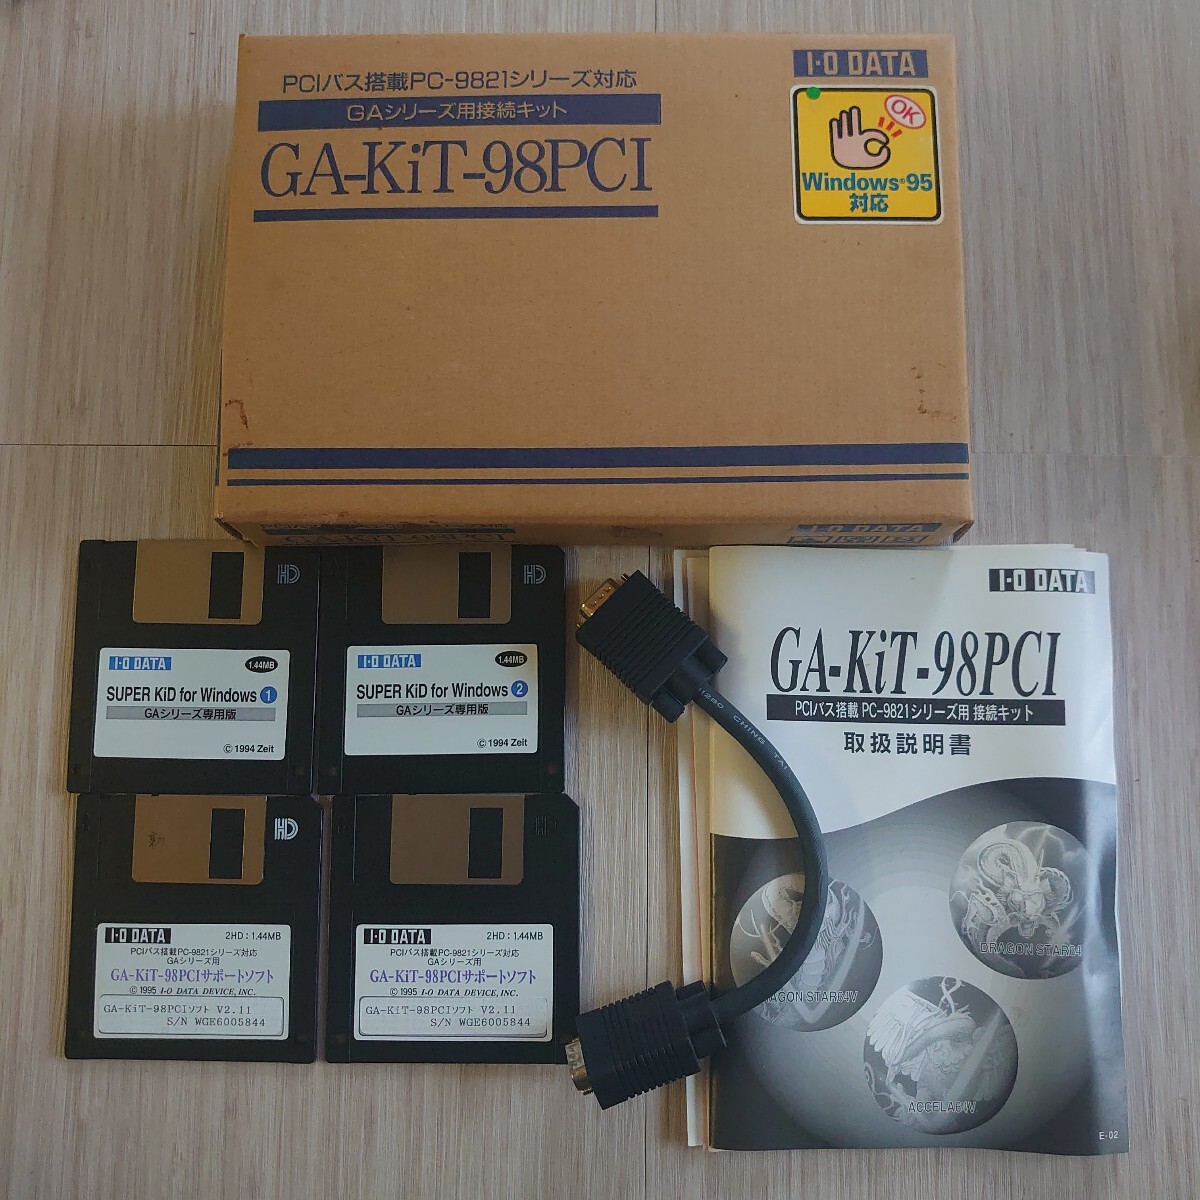 PCIバス搭載PC-9821シリーズ対応
GAシリーズ用接続キット
GA-KiT-98PCI
I·O DATA
OK
Windows®95
対応
GA-KiT-98PCI
I·O DATA
HD
I·O DATA
1.44MB
SUPER KiD for Windows 1
GAシリーズ専用版
© 1994 Zeit
HD
I·O DATA
1.44MB
SUPER KiD for Windows 2
GAシリーズ専用版
© 1994 Zeit
HD
I·O DATA
2HD : 1.44MB
PCIバス搭載PC-9821シリーズ対応
GAシリーズ用
GA-KiT-98PCIサポートソフト
© 1995 I-O DATA DEVICE, INC.
GA-KiT-98PCIソフト V2.11
S/N WGE6005844
HD
I·O DATA
2HD : 1.44MB
PCIバス搭載PC-9821シリーズ対応
GAシリーズ用
GA-KiT-98PCIサポートソフト
© 1995 I-O DATA DEVICE, INC.
GA-KiT-98PCIソフト V2.11
S/N WGE6005844
CHING TAI
I·O DATA
GA-KiT-98PCI
PCIバス搭載 PC-9821シリーズ用 接続キット
取扱説明書
DRAGON STAR64
AGON STAR64V
ACCELA64V
E-02